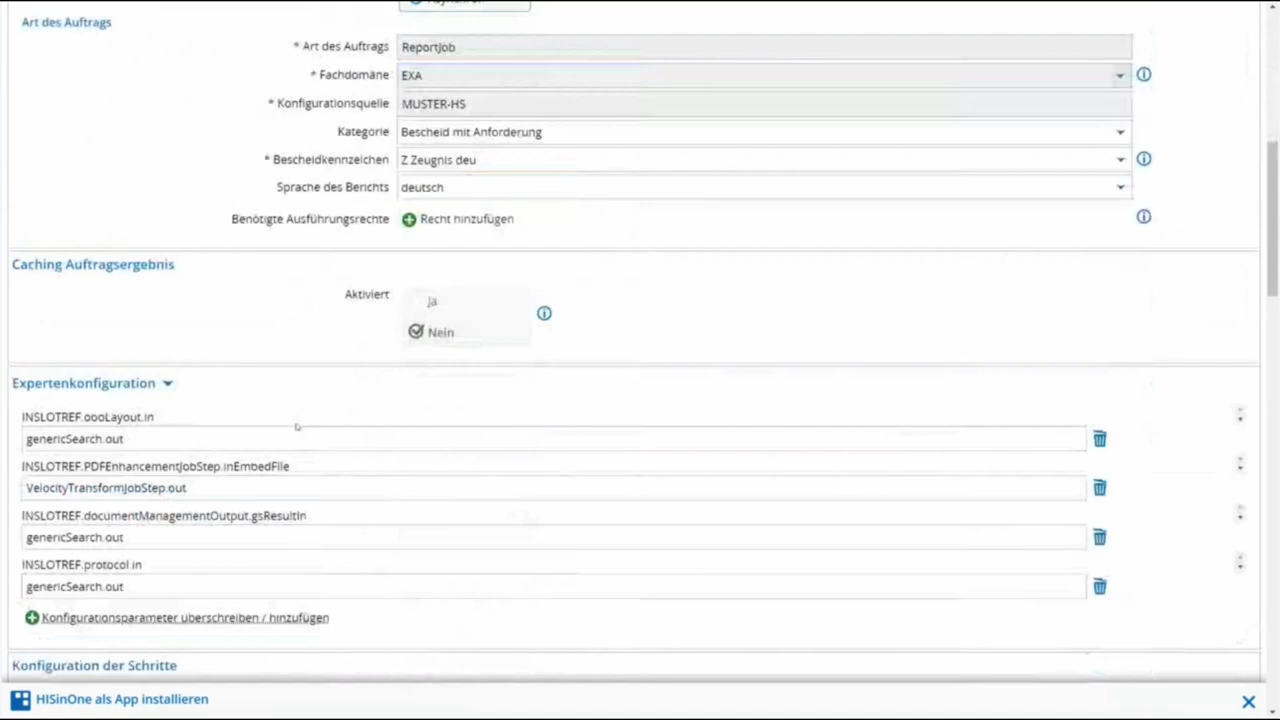 Art des Auftrags
* Art des Auftrags ReportJob
* Fachdomäne EXA
* Konfigurationsquelle MUSTER-HS
Kategorie Bescheid mit Anforderung
* Bescheidkennzeichen Z Zeugnis deu
Sprache des Berichts deutsch
Benötigte Ausführungsrechte Recht hinzufügen
Caching Auftragsergebnis
Aktiviert
Ja
Nein
Expertenkonfiguration
INSLOTREF.oooLayout.in
genericSearch.out
INSLOTREF.PDFEnhancementJobStep.inEmbedFile
VelocityTransformJobStep.out
INSLOTREF.documentManagementOutput.gsResultIn
genericSearch.out
INSLOTREF.protocol.in
genericSearch.out
Konfigurationsparameter überschreiben / hinzufügen
Konfiguration der Schritte
HISinOne als App installieren